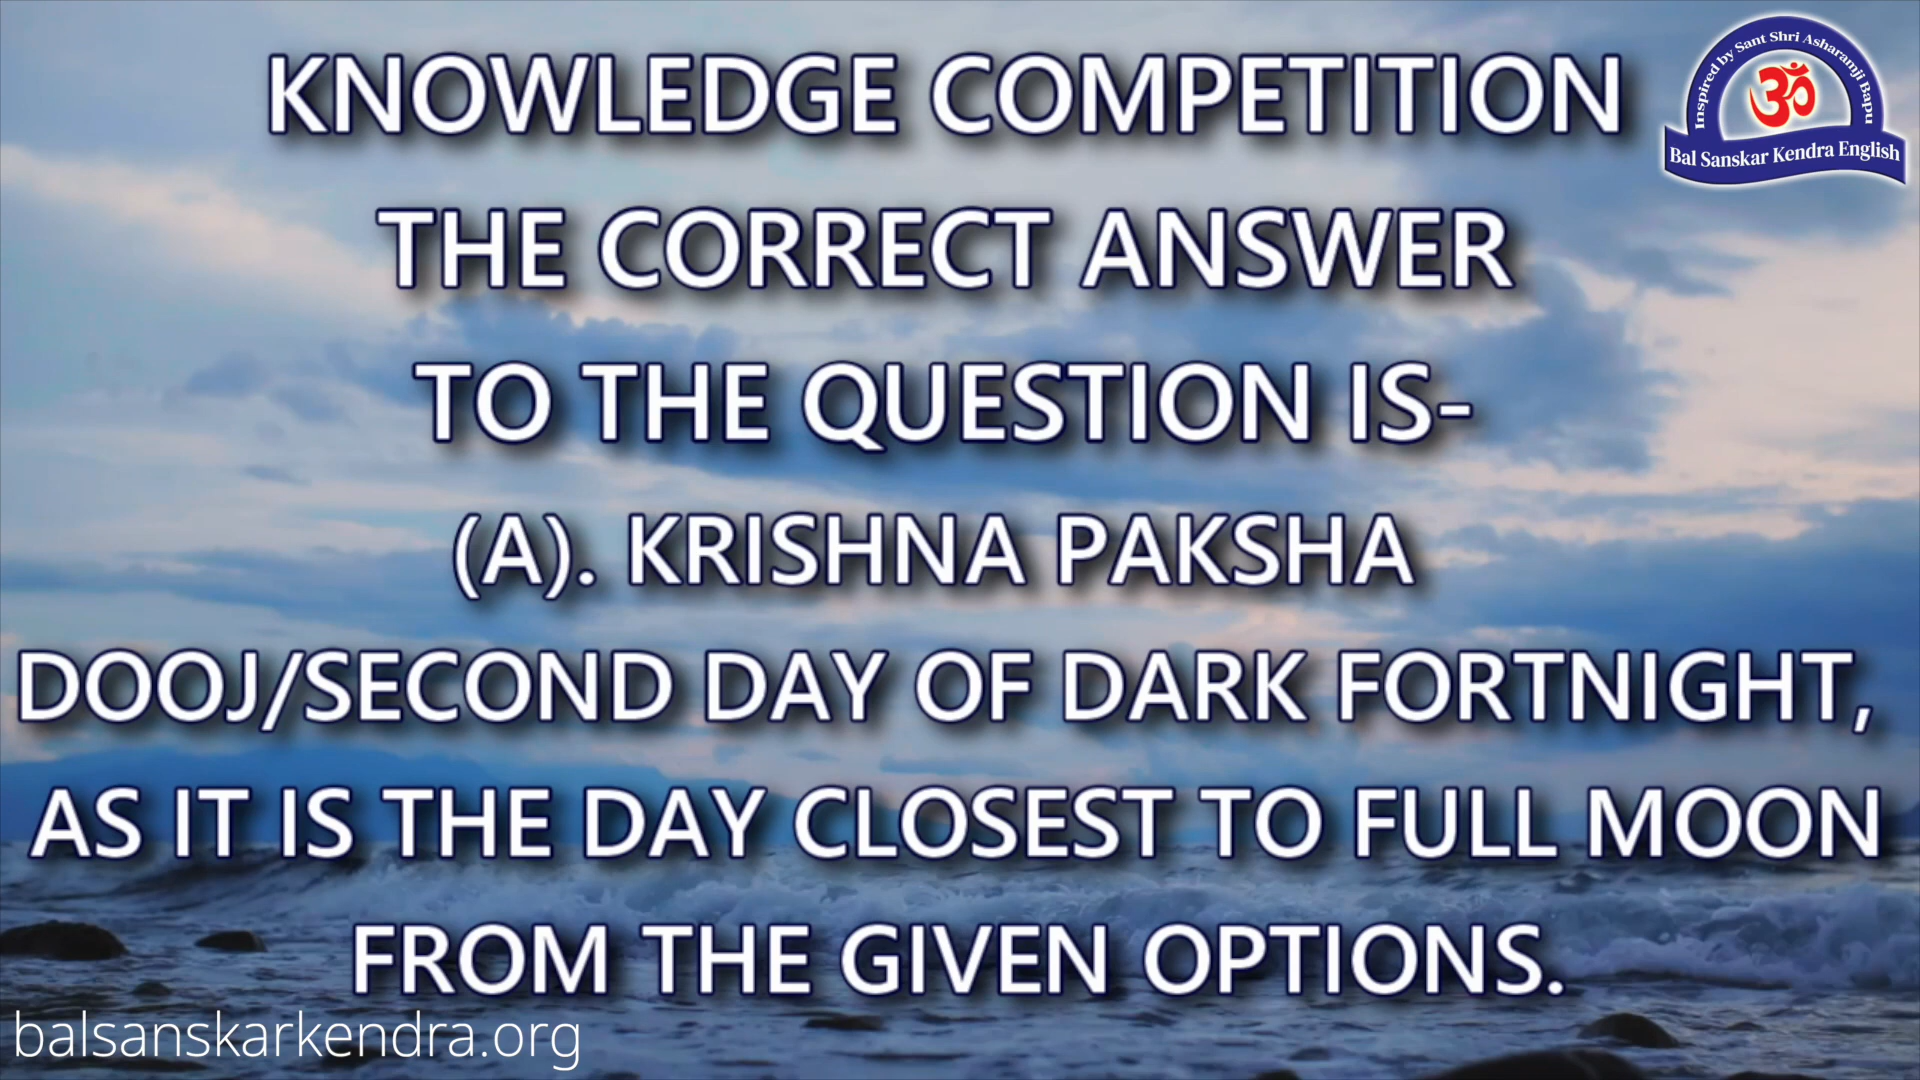 KNOWLEDGE COMPETITION
Inspired by Sant Shri Asharamji Bapu
ॐ
Bal Sanskar Kendra English
THE CORRECT ANSWER
TO THE QUESTION IS-
(A). KRISHNA PAKSHA
DOOJ/SECOND DAY OF DARK FORTNIGHT,
AS IT IS THE DAY CLOSEST TO FULL MOON
FROM THE GIVEN OPTIONS.
balsanskarkendra.org